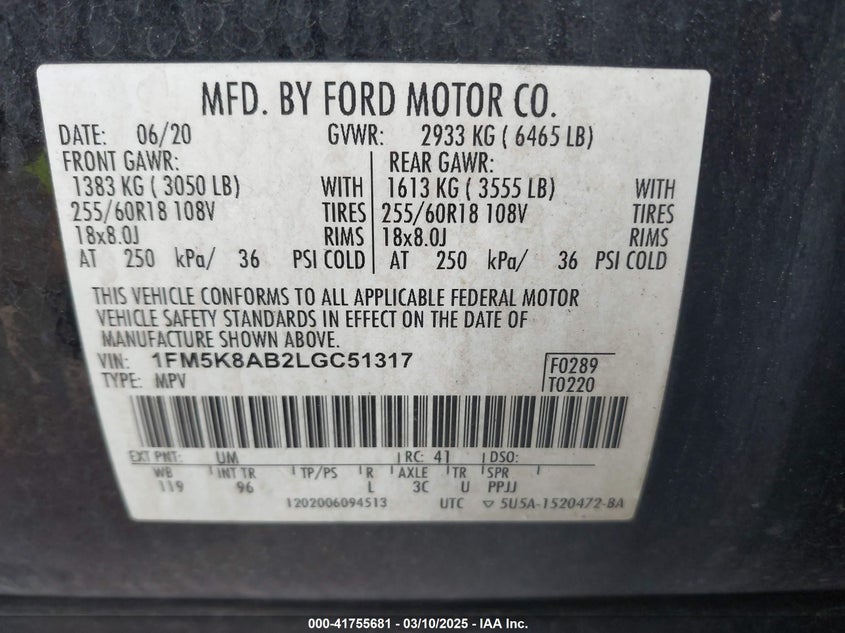 MFD. BY FORD MOTOR CO.
DATE: 06/20 GVWR: 2933 KG ( 6465 LB)
FRONT GAWR: REAR GAWR:
1383 KG ( 3050 LB) WITH 1613 KG ( 3555 LB) WITH
255/60R18 108V TIRES 255/60R18 108V TIRES
18x8.0J RIMS 18x8.0J RIMS
AT 250 kPa/ 36 PSI COLD AT 250 kPa/ 36 PSI COLD
THIS VEHICLE CONFORMS TO ALL APPLICABLE FEDERAL MOTOR
VEHICLE SAFETY STANDARDS IN EFFECT ON THE DATE OF
MANUFACTURE SHOWN ABOVE.
VIN: 1FM5K8AB2LGC51317 F0289
TYPE: MPV T0220
EXT PNT: UM RC: 41 DSO:
WB INT TR TP/PS R AXLE TR SPR
119 96 L 3C U PPJJ
1202006094513 UTC ▽ 5U5A-1520472-BA
000-41755681 - 03/10/2025 - IAA Inc.